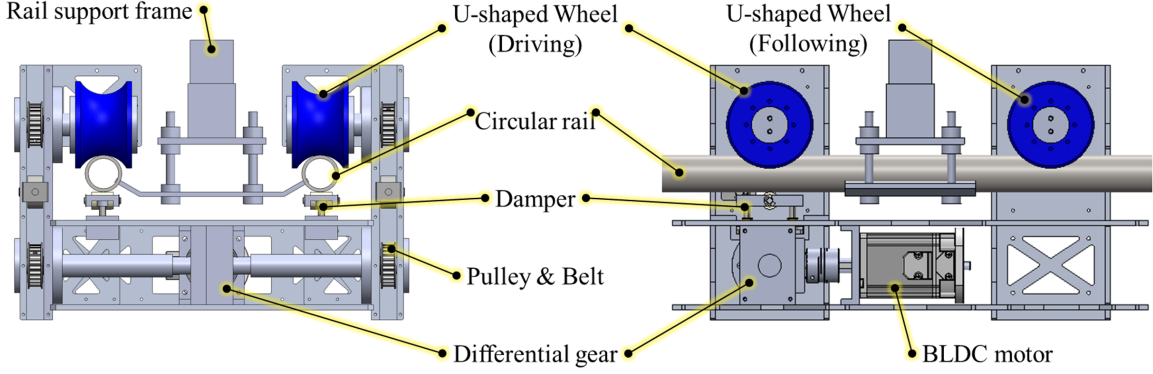 Rail support frame
U-shaped Wheel
(Driving)
U-shaped Wheel
(Following)
Circular rail
Damper
Pulley & Belt
Differential gear
BLDC motor